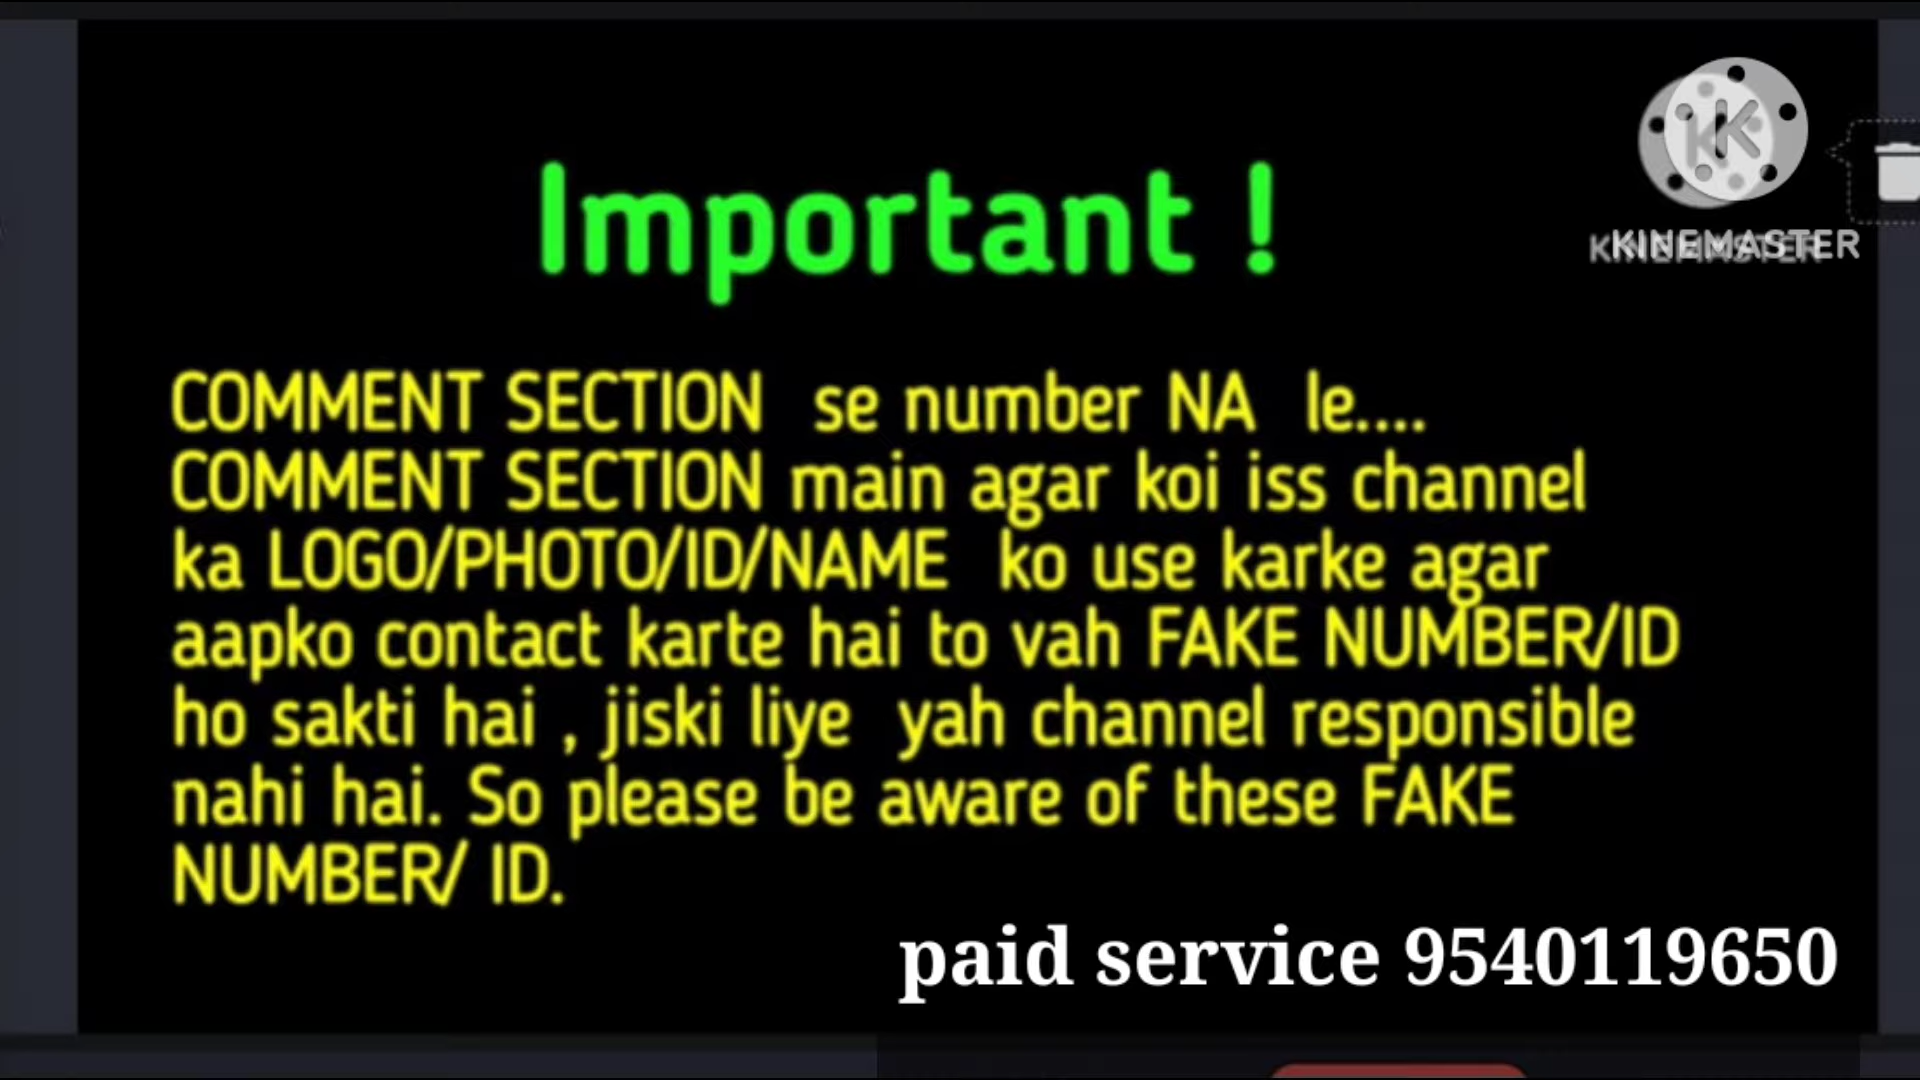 Important !
KINEMASTER
KINEMASTER
COMMENT SECTION se number NA le....
COMMENT SECTION main agar koi iss channel
ka LOGO/PHOTO/ID/NAME ko use karke agar
aapko contact karte hai to vah FAKE NUMBER/ID
ho sakti hai , jiski liye yah channel responsible
nahi hai. So please be aware of these FAKE
NUMBER/ ID.
paid service 9540119650